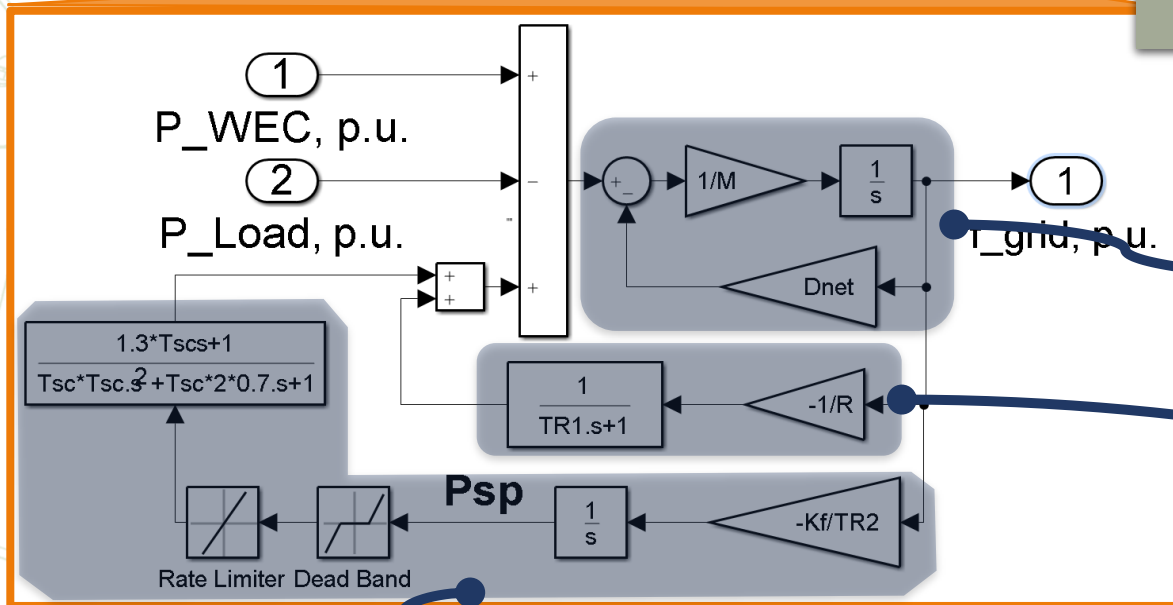 1
P_WEC, p.u.
2
P_Load, p.u.
+
−
+
+
−
1/M
1
s
1
f_grid, p.u.
Dnet
+
+
1.3*Tscs+1
Tsc*Tsc.s2+Tsc*2*0.7.s+1
1
TR1.s+1
-1/R
Psp
1
s
-Kf/TR2
Rate Limiter
Dead Band